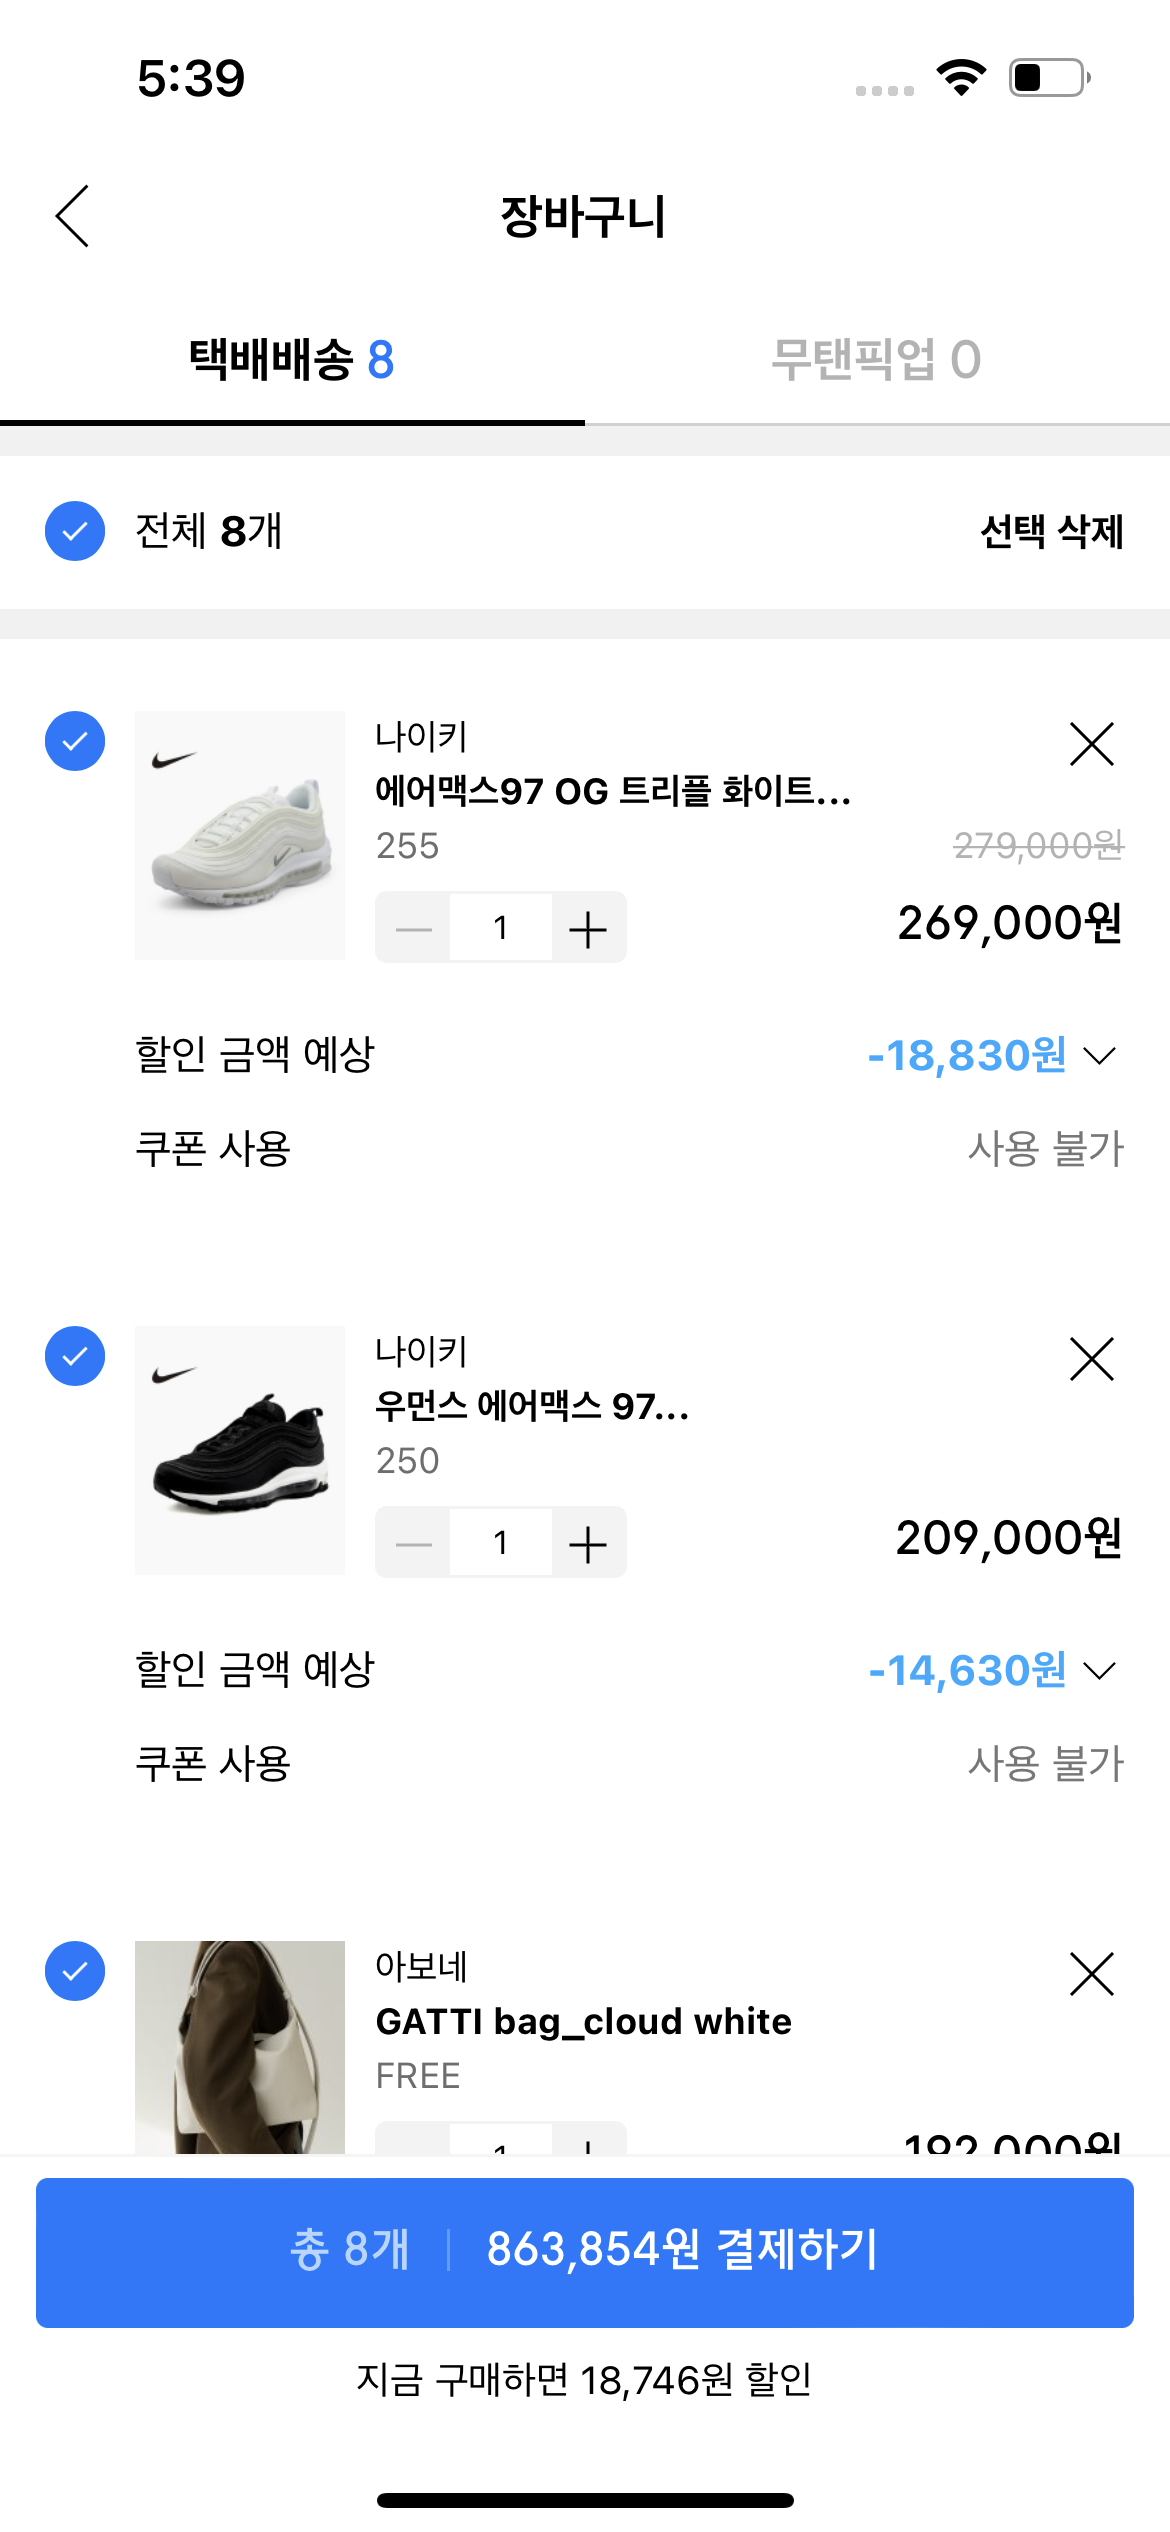 5:39
장바구니
택배배송 8
무탠픽업 0
전체 8개
선택 삭제
나이키
에어맥스97 OG 트리플 화이트...
255
279,000원
1
269,000원
할인 금액 예상
-18,830원
쿠폰 사용
사용 불가
나이키
우먼스 에어맥스 97...
250
1
209,000원
할인 금액 예상
-14,630원
쿠폰 사용
사용 불가
아보네
GATTI bag_cloud white
FREE
1
192,000원
총 8개
863,854원 결제하기
지금 구매하면 18,746원 할인